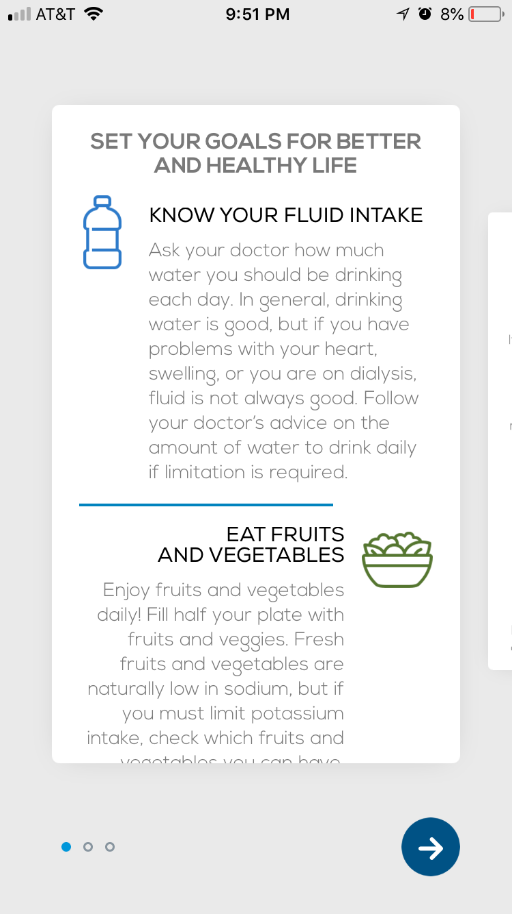 AT&T 9:51 PM 8%
SET YOUR GOALS FOR BETTER
AND HEALTHY LIFE
KNOW YOUR FLUID INTAKE
Ask your doctor how much
water you should be drinking
each day. In general, drinking
water is good, but if you have
problems with your heart,
swelling, or you are on dialysis,
fluid is not always good. Follow
your doctor's advice on the
amount of water to drink daily
if limitation is required.
EAT FRUITS
AND VEGETABLES
Enjoy fruits and vegetables
daily! Fill half your plate with
fruits and veggies. Fresh
fruits and vegetables are
naturally low in sodium, but if
you must limit potassium
intake, check which fruits and
vegetables you can have.